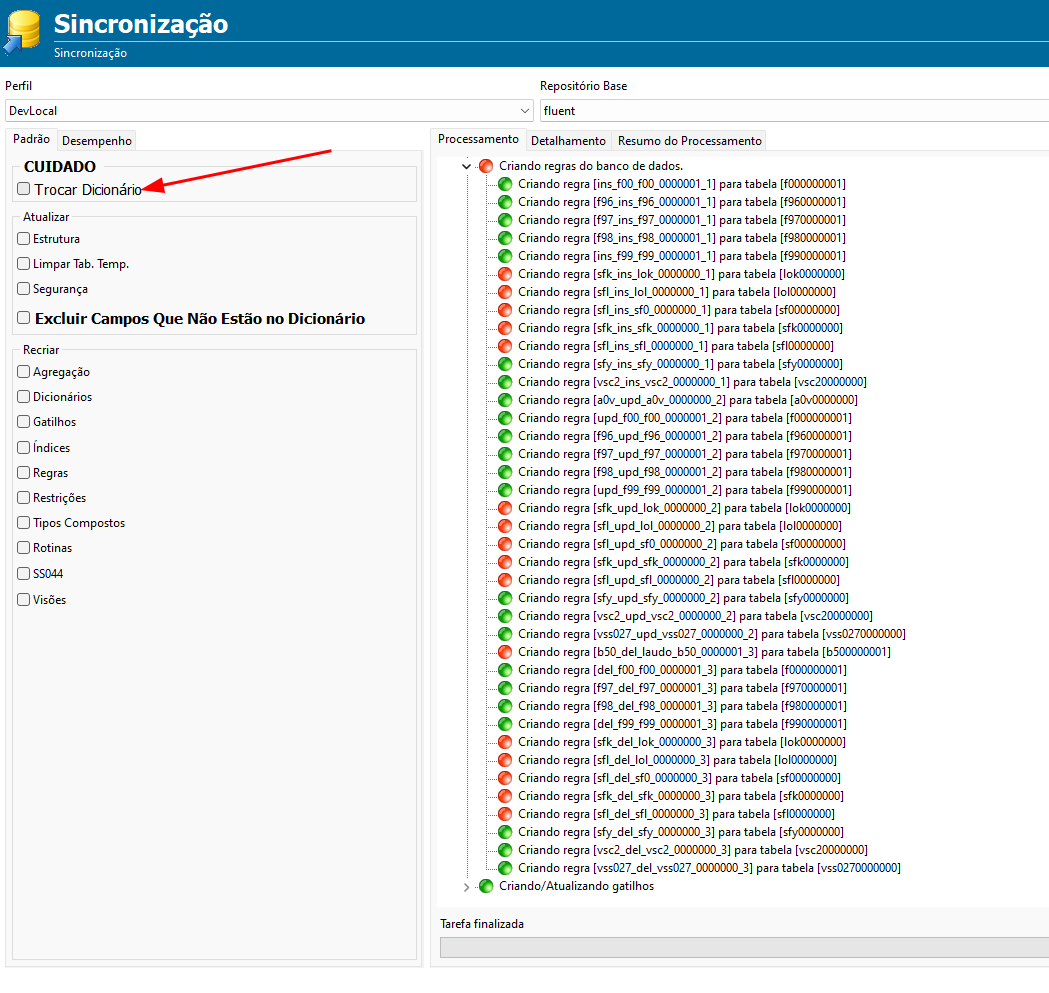 Sincronização
Sincronização
Perfil
DevLocal
Repositório Base
fluent
Padrão
Desempenho
CUIDADO
Trocar Dicionário
Atualizar
Estrutura
Limpar Tab. Temp.
Segurança
Excluir Campos Que Não Estão no Dicionário
Recriar
Agregação
Dicionários
Gatilhos
Índices
Regras
Restrições
Tipos Compostos
Rotinas
SS044
Visões
Processamento
Detalhamento
Resumo do Processamento
Criando regras do banco de dados.
Criando regra [ins_f00_f00_0000001_1] para tabela [f000000001]
Criando regra [f96_ins_f96_0000001_1] para tabela [f960000001]
Criando regra [f97_ins_f97_0000001_1] para tabela [f970000001]
Criando regra [f98_ins_f98_0000001_1] para tabela [f980000001]
Criando regra [ins_f99_f99_0000001_1] para tabela [f990000001]
Criando regra [sfk_ins_lok_0000000_1] para tabela [lok0000000]
Criando regra [sfl_ins_lol_0000000_1] para tabela [lol0000000]
Criando regra [sfl_ins_sf0_0000000_1] para tabela [sf00000000]
Criando regra [sfk_ins_sfk_0000000_1] para tabela [sfk0000000]
Criando regra [sfl_ins_sfl_0000000_1] para tabela [sfl0000000]
Criando regra [sfy_ins_sfy_0000000_1] para tabela [sfy0000000]
Criando regra [vsc2_ins_vsc2_0000000_1] para tabela [vsc20000000]
Criando regra [a0v_upd_a0v_0000000_2] para tabela [a0v0000000]
Criando regra [upd_f00_f00_0000001_2] para tabela [f000000001]
Criando regra [f96_upd_f96_0000001_2] para tabela [f960000001]
Criando regra [f97_upd_f97_0000001_2] para tabela [f970000001]
Criando regra [f98_upd_f98_0000001_2] para tabela [f980000001]
Criando regra [upd_f99_f99_0000001_2] para tabela [f990000001]
Criando regra [sfk_upd_lok_0000000_2] para tabela [lok0000000]
Criando regra [sfl_upd_lol_0000000_2] para tabela [lol0000000]
Criando regra [sfl_upd_sf0_0000000_2] para tabela [sf00000000]
Criando regra [sfk_upd_sfk_0000000_2] para tabela [sfk0000000]
Criando regra [sfl_upd_sfl_0000000_2] para tabela [sfl0000000]
Criando regra [sfy_upd_sfy_0000000_2] para tabela [sfy0000000]
Criando regra [vsc2_upd_vsc2_0000000_2] para tabela [vsc20000000]
Criando regra [vss027_upd_vss027_0000000_2] para tabela [vss0270000000]
Criando regra [b50_del_laudo_b50_0000001_3] para tabela [b500000001]
Criando regra [del_f00_f00_0000001_3] para tabela [f000000001]
Criando regra [f97_del_f97_0000001_3] para tabela [f970000001]
Criando regra [f98_del_f98_0000001_3] para tabela [f980000001]
Criando regra [del_f99_f99_0000001_3] para tabela [f990000001]
Criando regra [sfk_del_lok_0000000_3] para tabela [lok0000000]
Criando regra [sfl_del_lol_0000000_3] para tabela [lol0000000]
Criando regra [sfl_del_sf0_0000000_3] para tabela [sf00000000]
Criando regra [sfk_del_sfk_0000000_3] para tabela [sfk0000000]
Criando regra [sfl_del_sfl_0000000_3] para tabela [sfl0000000]
Criando regra [sfy_del_sfy_0000000_3] para tabela [sfy0000000]
Criando regra [vsc2_del_vsc2_0000000_3] para tabela [vsc20000000]
Criando regra [vss027_del_vss027_0000000_3] para tabela [vss0270000000]
Criando/Atualizando gatilhos
Tarefa finalizada